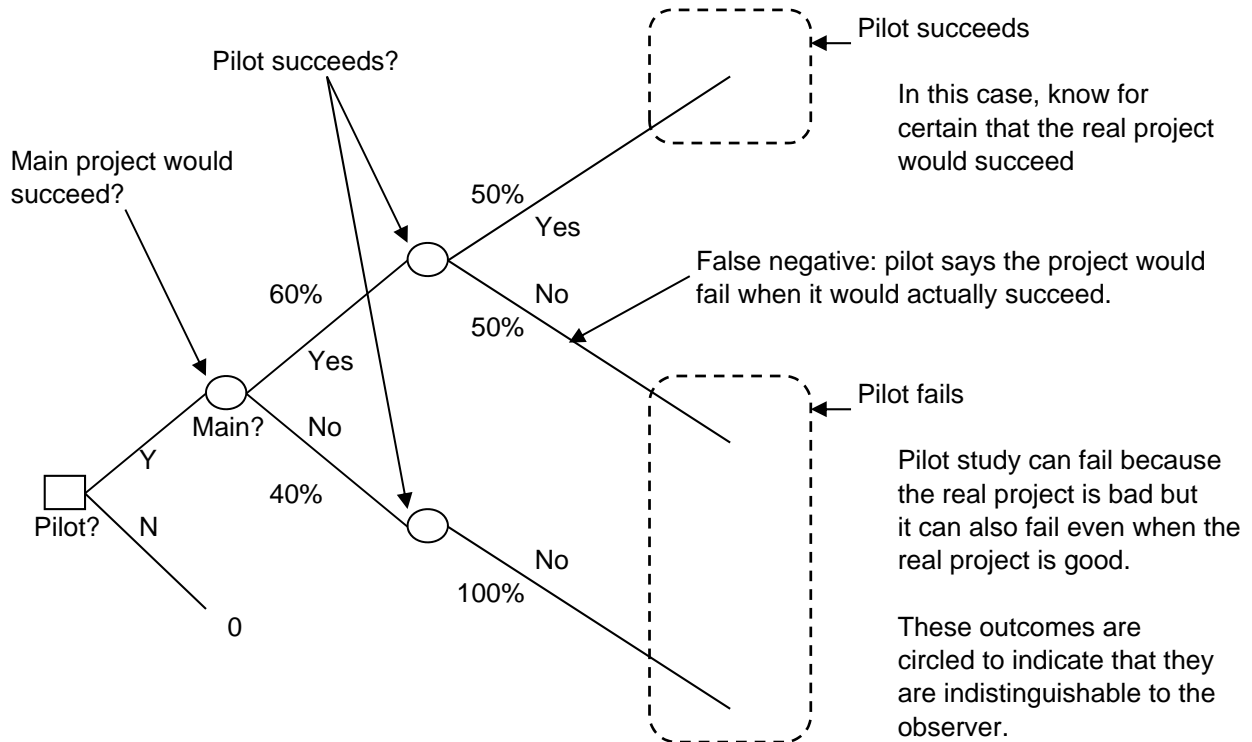 Pilot succeeds
Pilot succeeds?
In this case, know for
certain that the real project
would succeed
Main project would
succeed?
50%
Yes
False negative: pilot says the project would
fail when it would actually succeed.
No
50%
60%
Yes
Pilot fails
Main?
No
Y
40%
Pilot study can fail because
the real project is bad but
it can also fail even when the
real project is good.
Pilot?
N
No
100%
0
These outcomes are
circled to indicate that they
are indistinguishable to the
observer.